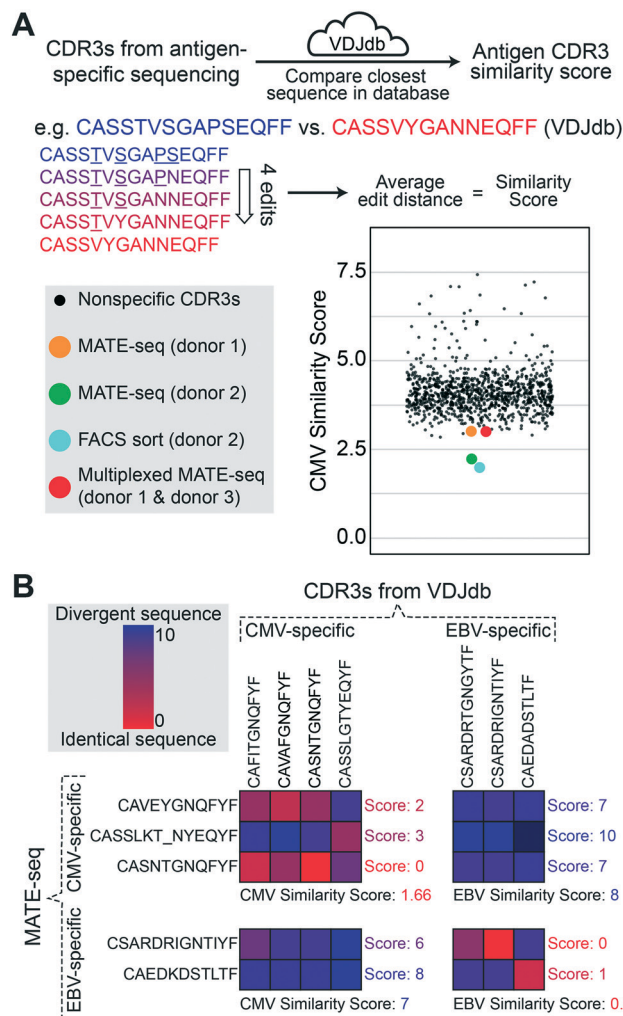 A
CDR3s from antigen-
specific sequencing
VDJdb
Compare closest
sequence in database
Antigen CDR3
similarity score
e.g. CASSTVSGAPSEQFF vs. CASSVYGANNEQFF (VDJdb)
CASSTVSGAPSEQFF
CASSTVSGAPNEQFF
CASSTVSGANNEQFF
CASSTVYGANNEQFF
CASSVYGANNEQFF
4 edits
Average
edit distance
=
Similarity
Score
Nonspecific CDR3s
MATE-seq (donor 1)
MATE-seq (donor 2)
FACS sort (donor 2)
Multiplexed MATE-seq
(donor 1 & donor 3)
CMV Similarity Score
7.5
5.0
2.5
0.0
B
CDR3s from VDJdb
Divergent sequence
10
0
Identical sequence
CMV-specific
EBV-specific
CAFITGNQFYF
CAVAFGNQFYF
CASNTGNQFYF
CASSLGTYEQYF
CSARDRTGNGYTF
CSARDRIGNTIYF
CAEDADSTLTF
MATE-seq
CMV-specific
CAVEYGNQFYF
Score: 2
Score: 7
CASSLKT_NYEQYF
Score: 3
Score: 10
CASNTGNQFYF
Score: 0
Score: 7
CMV Similarity Score: 1.66
EBV Similarity Score: 8
EBV-specific
CSARDRIGNTIYF
Score: 6
Score: 0
CAEDKDSTLTF
Score: 8
Score: 1
CMV Similarity Score: 7
EBV Similarity Score: 0.